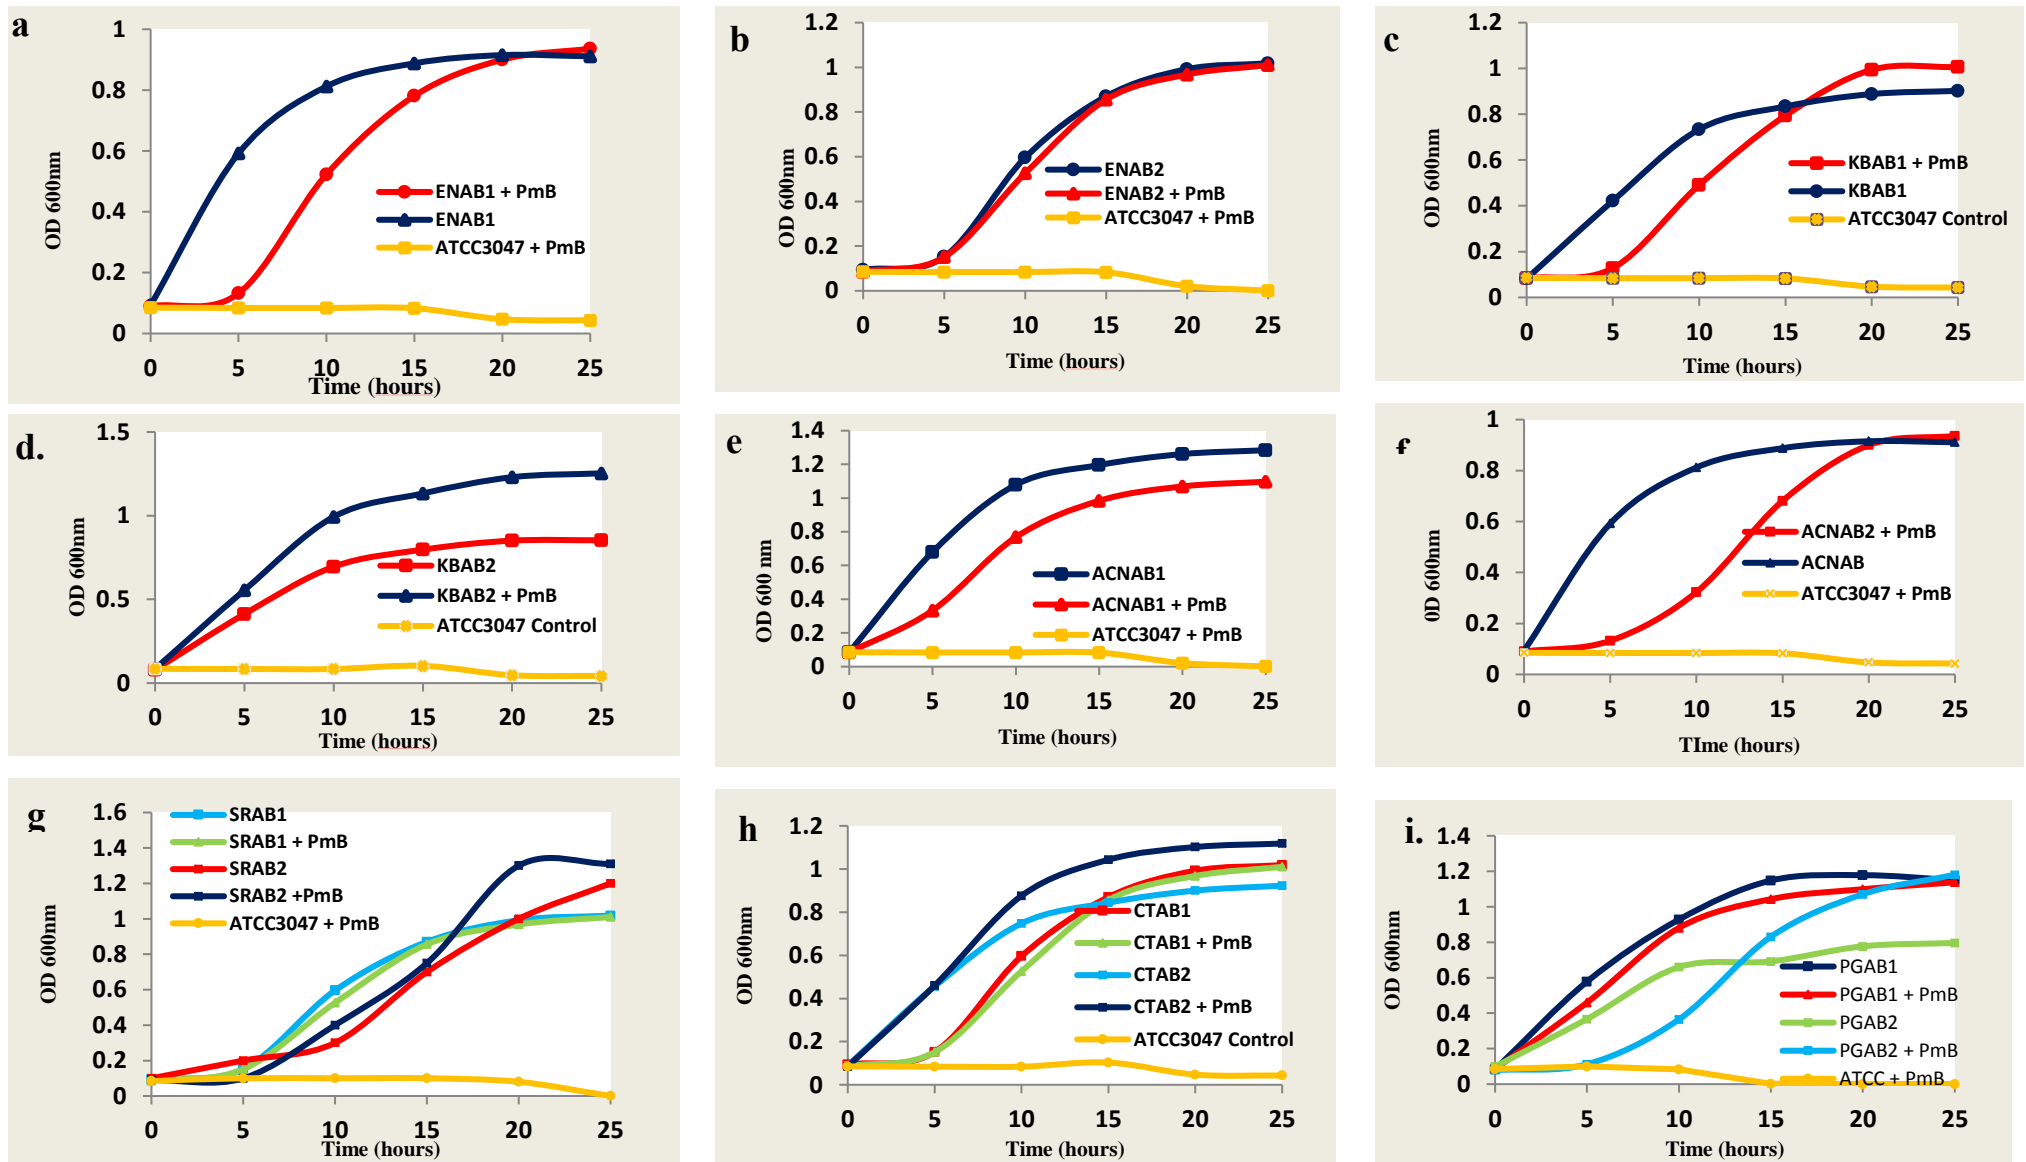 a
1
0.8
0.6
0.4
0.2
0
OD 600nm
ENAB1 + PmB
ENAB1
ATCC3047 + PmB
0 5 10 15 20 25
Time (hours)
b
1.2
1
0.8
0.6
0.4
0.2
0
OD 600nm
ENAB2
ENAB2 + PmB
ATCC3047 + PmB
0 5 10 15 20 25
Time (hours)
c
1.2
1
0.8
0.6
0.4
0.2
0
OD 600nm
KBAB1 + PmB
KBAB1
ATCC3047 Control
0 5 10 15 20 25
Time (hours)
d.
1.5
1
0.5
0
OD 600nm
KBAB2
KBAB2 + PmB
ATCC3047 Control
0 5 10 15 20 25
Time (hours)
e
1.4
1.2
1
0.8
0.6
0.4
0.2
0
OD 600 nm
ACNAB1
ACNAB1 + PmB
ATCC3047 + PmB
0 5 10 15 20 25
Time (hours)
f
1
0.8
0.6
0.4
0.2
0
0D 600nm
ACNAB2 + PmB
ACNAB
ATCC3047 + PmB
0 5 10 15 20 25
TIme (hours)
g
1.6
1.4
1.2
1
0.8
0.6
0.4
0.2
0
OD 600nm
SRAB1
SRAB1 + PmB
SRAB2
SRAB2 +PmB
ATCC3047 + PmB
0 5 10 15 20 25
Time (hours)
h
1.2
1
0.8
0.6
0.4
0.2
0
OD 600nm
CTAB1
CTAB1 + PmB
CTAB2
CTAB2 + PmB
ATCC3047 Control
0 5 10 15 20 25
Time (hours)
i.
1.4
1.2
1
0.8
0.6
0.4
0.2
0
OD 600nm
PGAB1
PGAB1 + PmB
PGAB2
PGAB2 + PmB
ATCC + PmB
0 5 10 15 20 25
Time (hours)